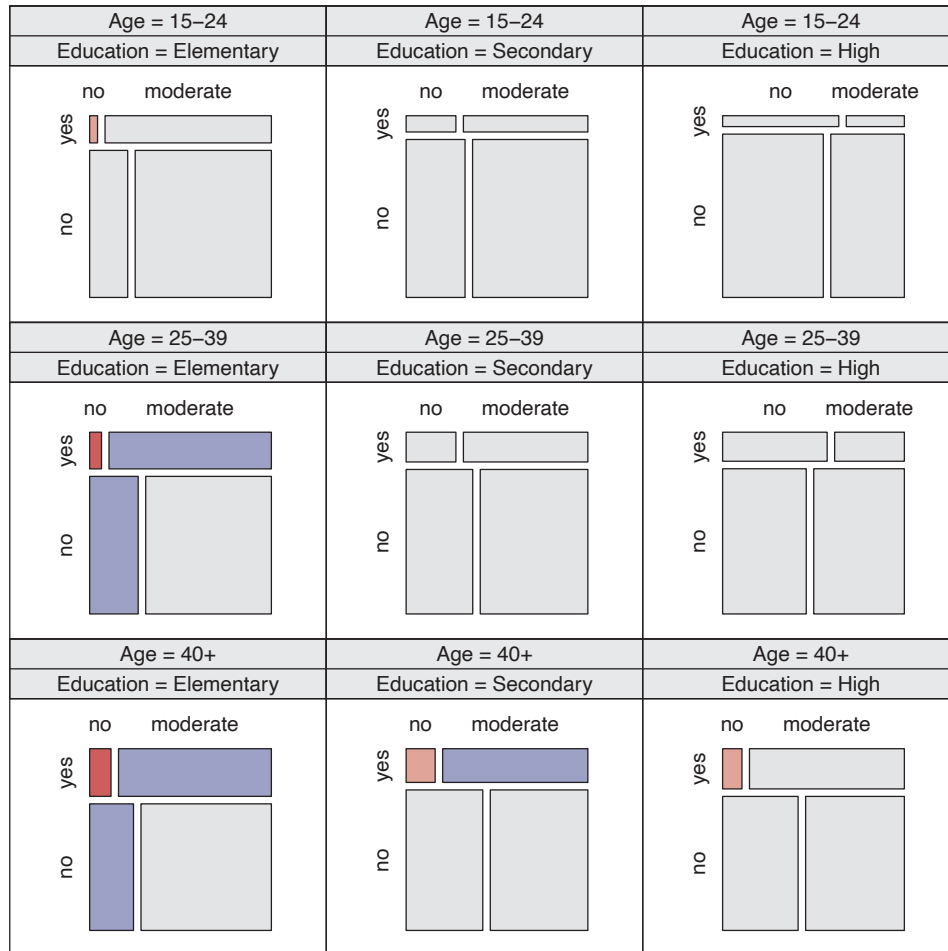 Age = 15–24
Education = Elementary
no moderate
yes
no
Age = 15–24
Education = Secondary
no moderate
yes
no
Age = 15–24
Education = High
no moderate
yes
no
Age = 25–39
Education = Elementary
no moderate
yes
no
Age = 25–39
Education = Secondary
no moderate
yes
no
Age = 25–39
Education = High
no moderate
yes
no
Age = 40+
Education = Elementary
no moderate
yes
no
Age = 40+
Education = Secondary
no moderate
yes
no
Age = 40+
Education = High
no moderate
yes
no